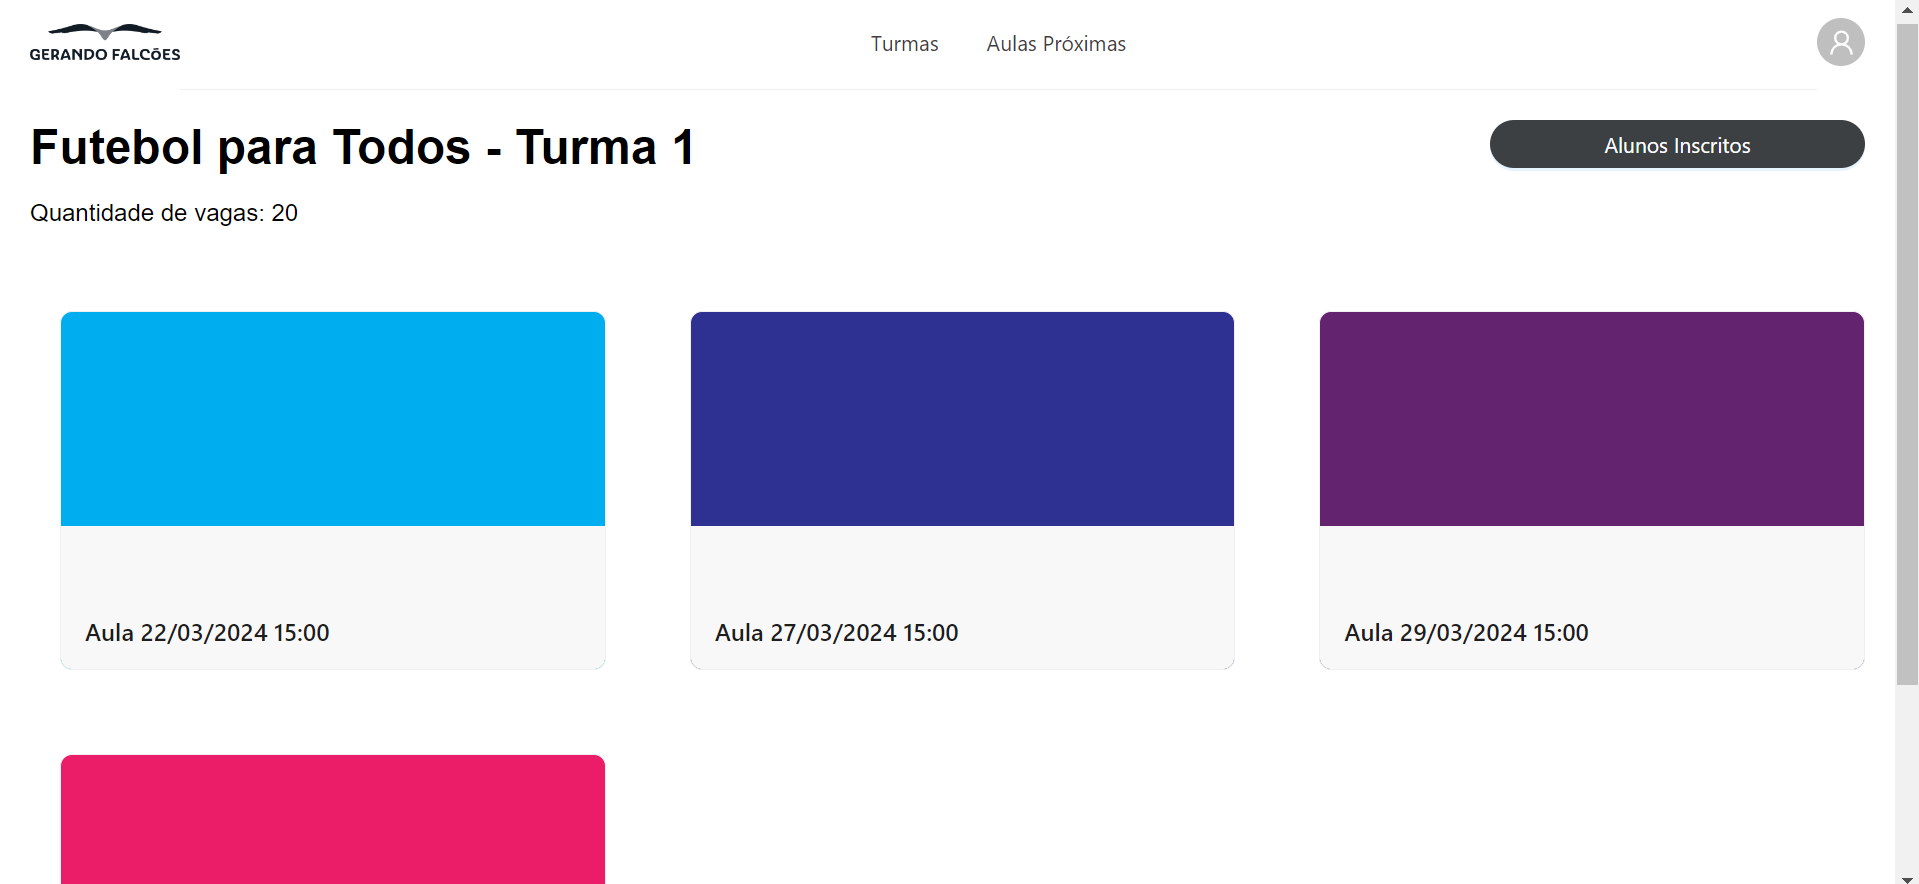 GERANDO FALCÕES
Turmas
Aulas Próximas
Futebol para Todos - Turma 1
Alunos Inscritos
Quantidade de vagas: 20
Aula 22/03/2024 15:00
Aula 27/03/2024 15:00
Aula 29/03/2024 15:00